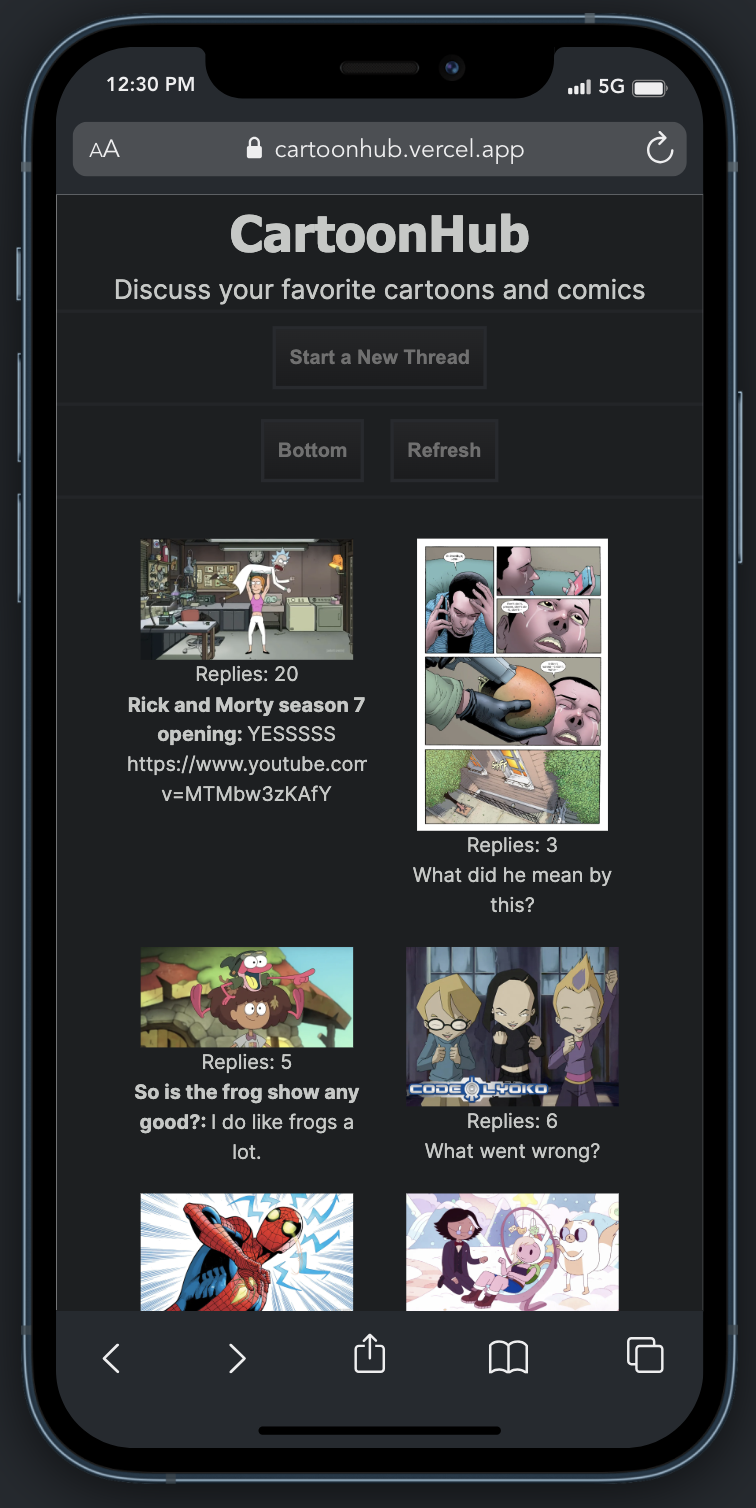 12:30 PM
5G
AA
cartoonhub.vercel.app
CartoonHub
Discuss your favorite cartoons and comics
Start a New Thread
Bottom
Refresh
Replies: 20
Rick and Morty season 7
opening: YESSSSS
https://www.youtube.com
v=MTMbw3zKAfY
Replies: 3
What did he mean by
this?
Replies: 5
So is the frog show any
good?: I do like frogs a
lot.
CODE LYOKO
Replies: 6
What went wrong?